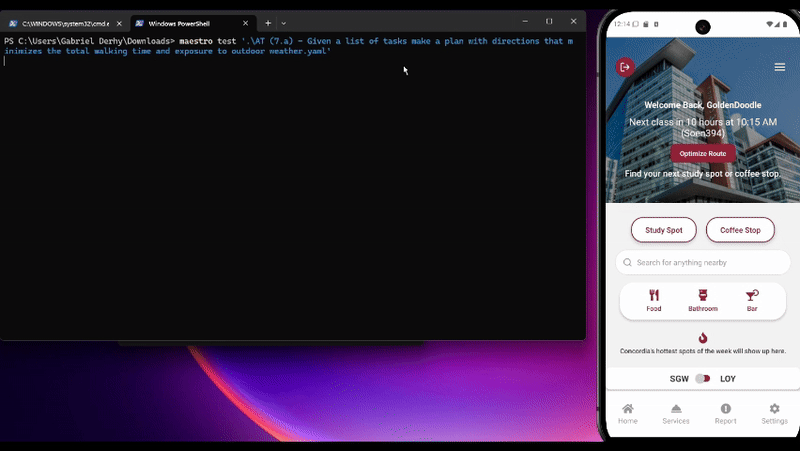 C:\WINDOWS\system32\cmd.e
Windows PowerShell
PS C:\Users\Gabriel Derhy\Downloads> maestro test '.\AT (7.a) - Given a list of tasks make a plan with directions that m
inimizes the total walking time and exposure to outdoor weather.yaml'
12:14
Welcome Back, GoldenDoodle
Next class in 10 hours at 10:15 AM
(Soen394)
Optimize Route
Find your next study spot or coffee stop.
Study Spot
Coffee Stop
Search for anything nearby
Food
Bathroom
Bar
Concordia's hottest spots of the week will show up here.
SGW
LOY
Home
Services
Report
Settings